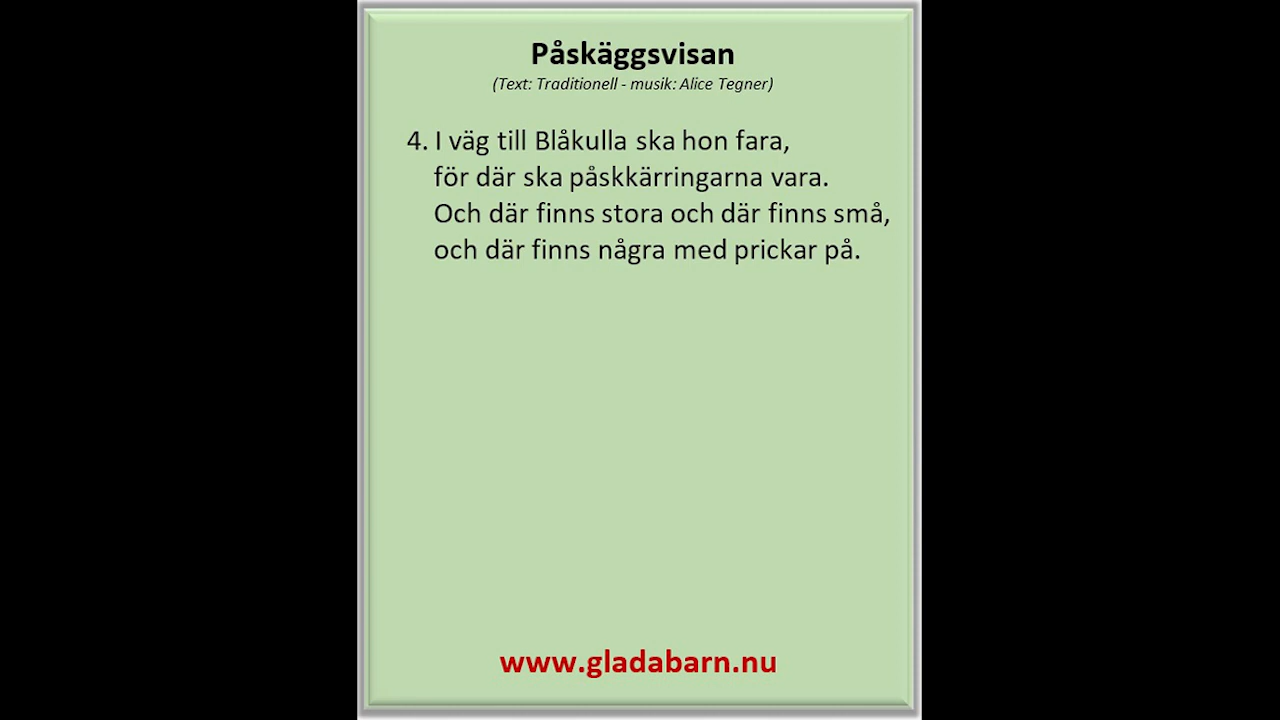 Påskäggsvisan
(Text: Traditionell - musik: Alice Tegner)
4. I väg till Blåkulla ska hon fara,
för där ska påskkärringarna vara.
Och där finns stora och där finns små,
och där finns några med prickar på.
www.gladabarn.nu